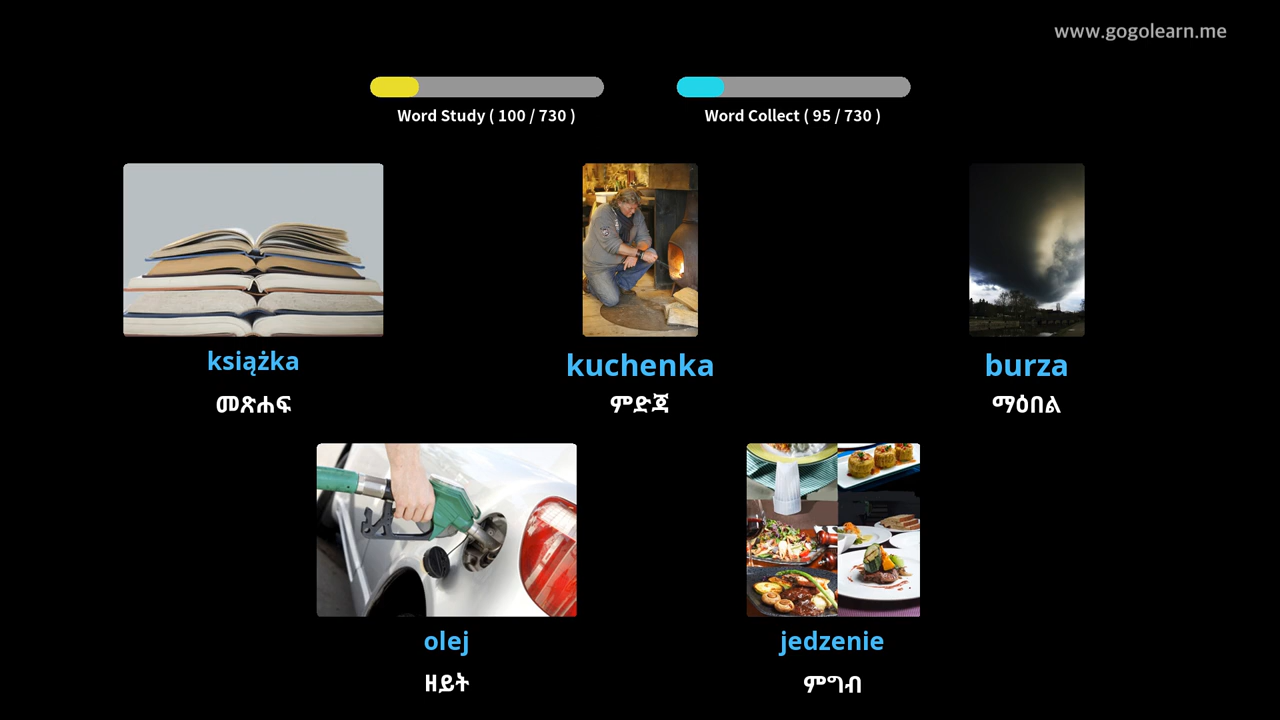 www.gogolearn.me
Word Study ( 100 / 730 )
Word Collect ( 95 / 730 )
książka
kuchenka
burza
መጽሐፍ
ምድጃ
ማዕበል
olej
jedzenie
ዘይት
ምግብ